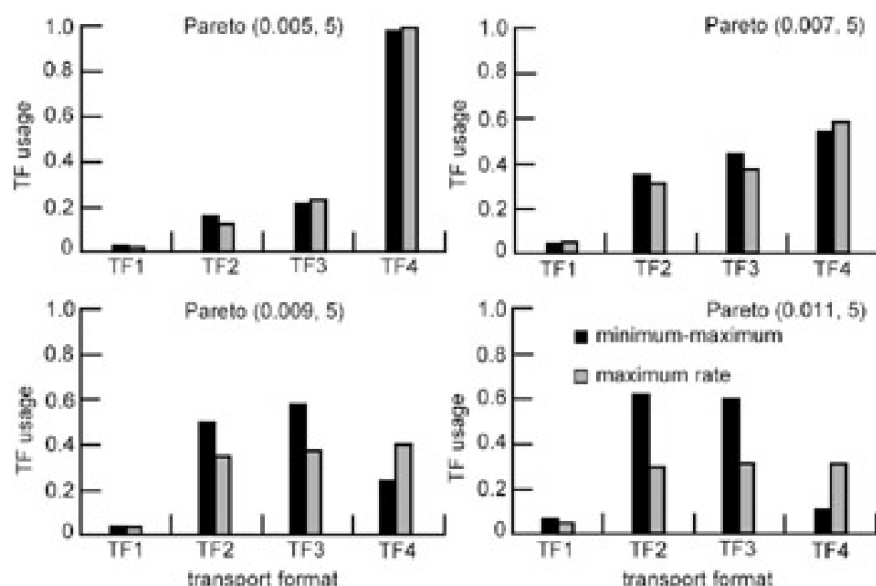 Pareto (0.005, 5)
1.0
0.8
0.6
0.4
0.2
0
TF usage
TF1 TF2 TF3 TF4
Pareto (0.007, 5)
1.0
0.8
0.6
0.4
0.2
0
TF usage
TF1 TF2 TF3 TF4
Pareto (0.009, 5)
1.0
0.8
0.6
0.4
0.2
0
TF usage
TF1 TF2 TF3 TF4
transport format
Pareto (0.011, 5)
minimum-maximum
maximum rate
1.0
0.8
0.6
0.4
0.2
0
TF usage
TF1 TF2 TF3 TF4
transport format